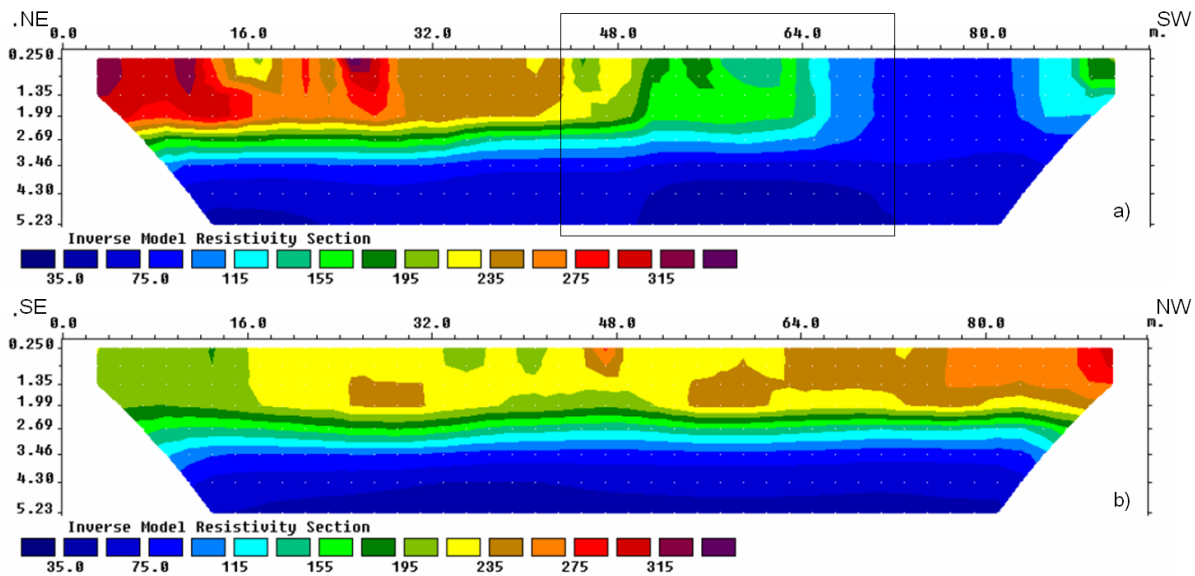 .NE SW
0.0 16.0 32.0 48.0 64.0 80.0 m.
0.250
1.35
1.99
2.69
3.46
4.30
5.23
a)
Inverse Model Resistivity Section
35.0 75.0 115 155 195 235 275 315
.SE NW
0.0 16.0 32.0 48.0 64.0 80.0 m.
0.250
1.35
1.99
2.69
3.46
4.30
5.23
b)
Inverse Model Resistivity Section
35.0 75.0 115 155 195 235 275 315